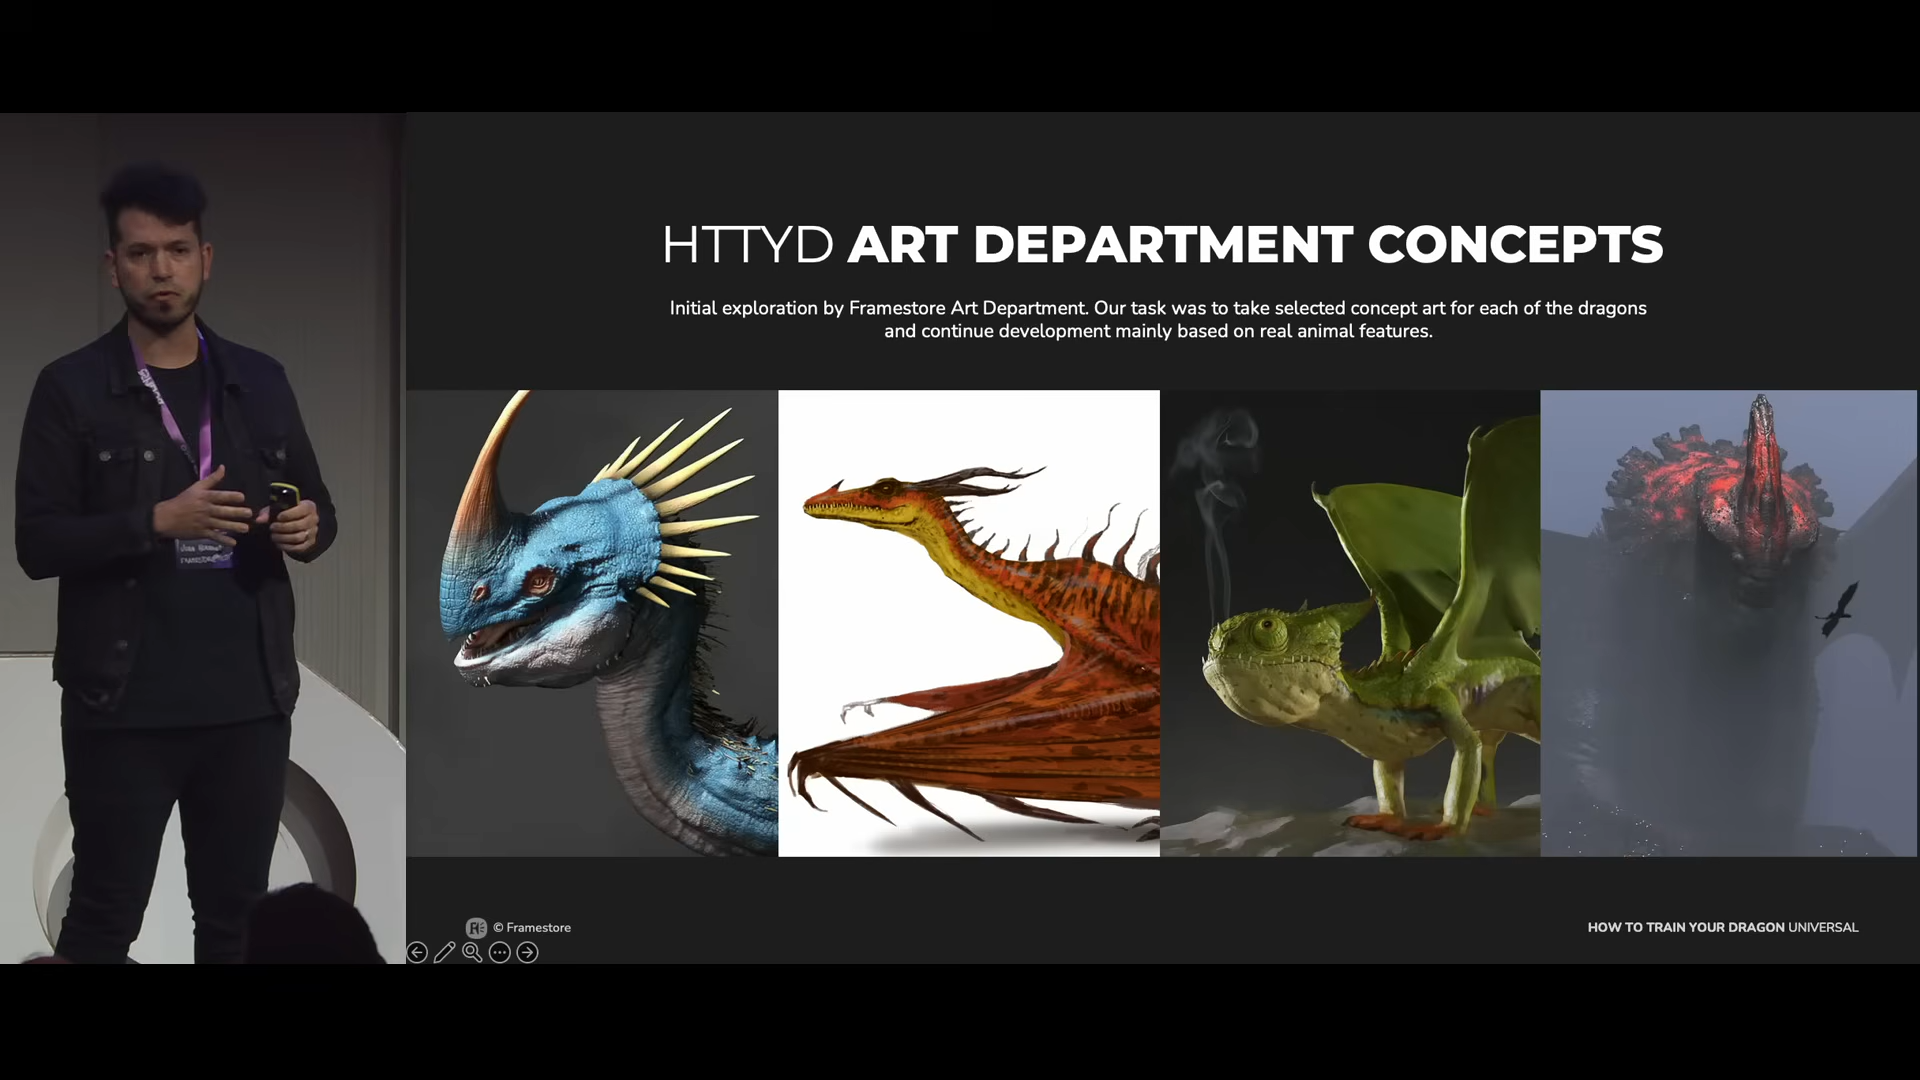 HTTYD ART DEPARTMENT CONCEPTS
Initial exploration by Framestore Art Department. Our task was to take selected concept art for each of the dragons
and continue development mainly based on real animal features.
© Framestore
HOW TO TRAIN YOUR DRAGON UNIVERSAL